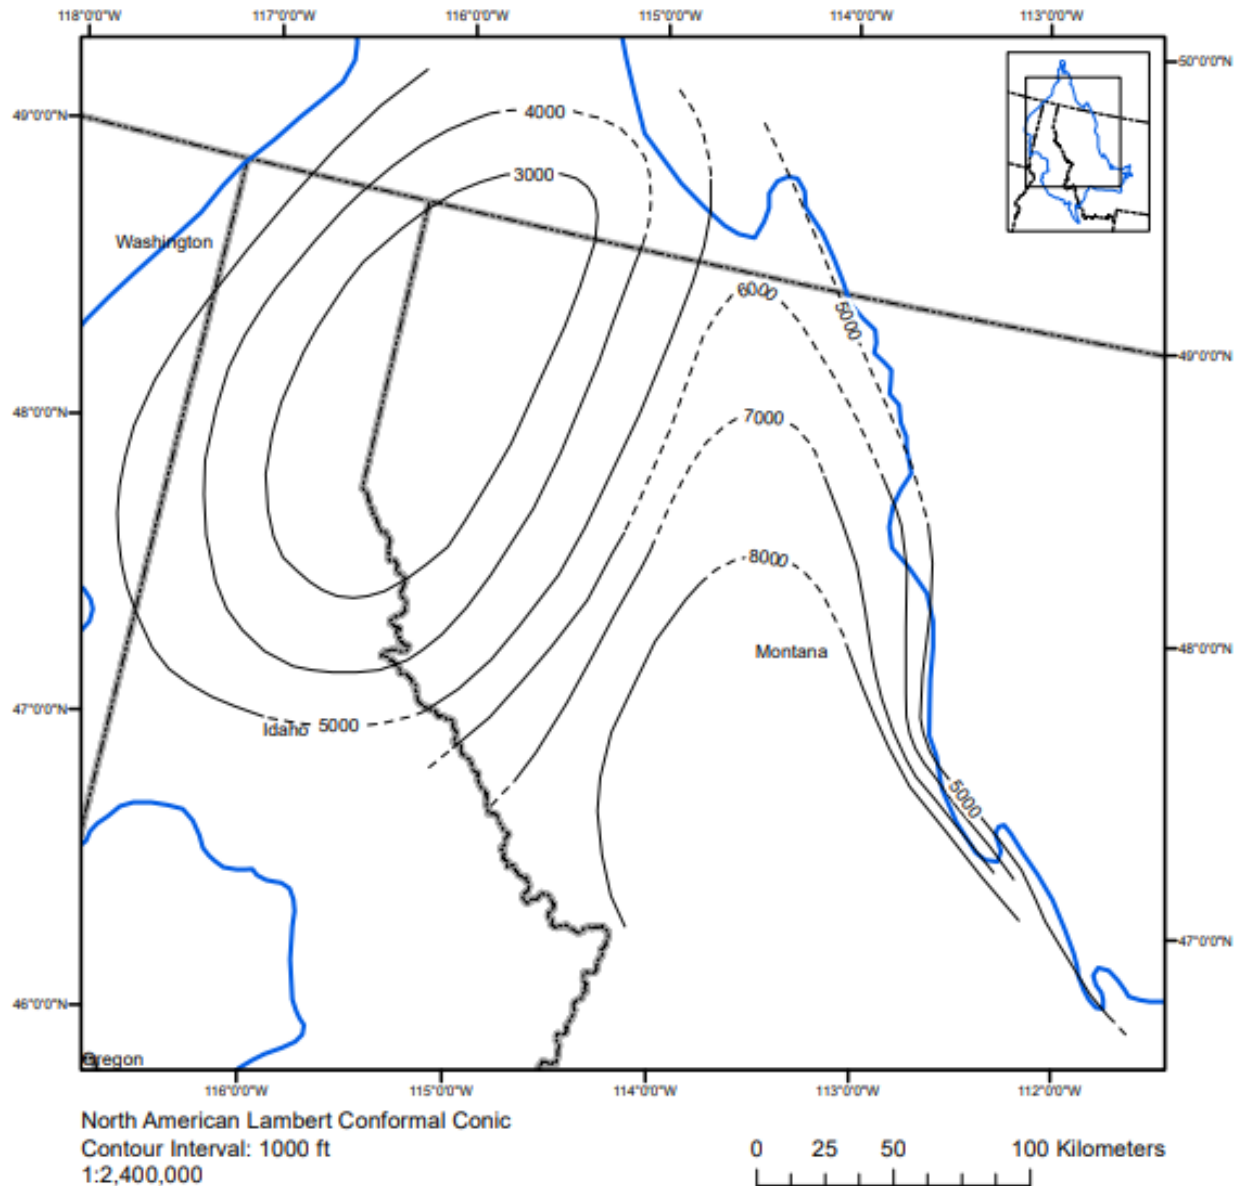 118°0'0"W 117°0'0"W 116°0'0"W 115°0'0"W 114°0'0"W 113°0'0"W
50°0'0"N
49°0'0"N
4000
3000
Washington
6000
5000
49°0'0"N
48°0'0"N
7000
8000
Montana
48°0'0"N
47°0'0"N
Idaho 5000
5000
47°0'0"N
46°0'0"N
Oregon
116°0'0"W 115°0'0"W 114°0'0"W 113°0'0"W 112°0'0"W
North American Lambert Conformal Conic
Contour Interval: 1000 ft
0 25 50 100 Kilometers
1:2,400,000